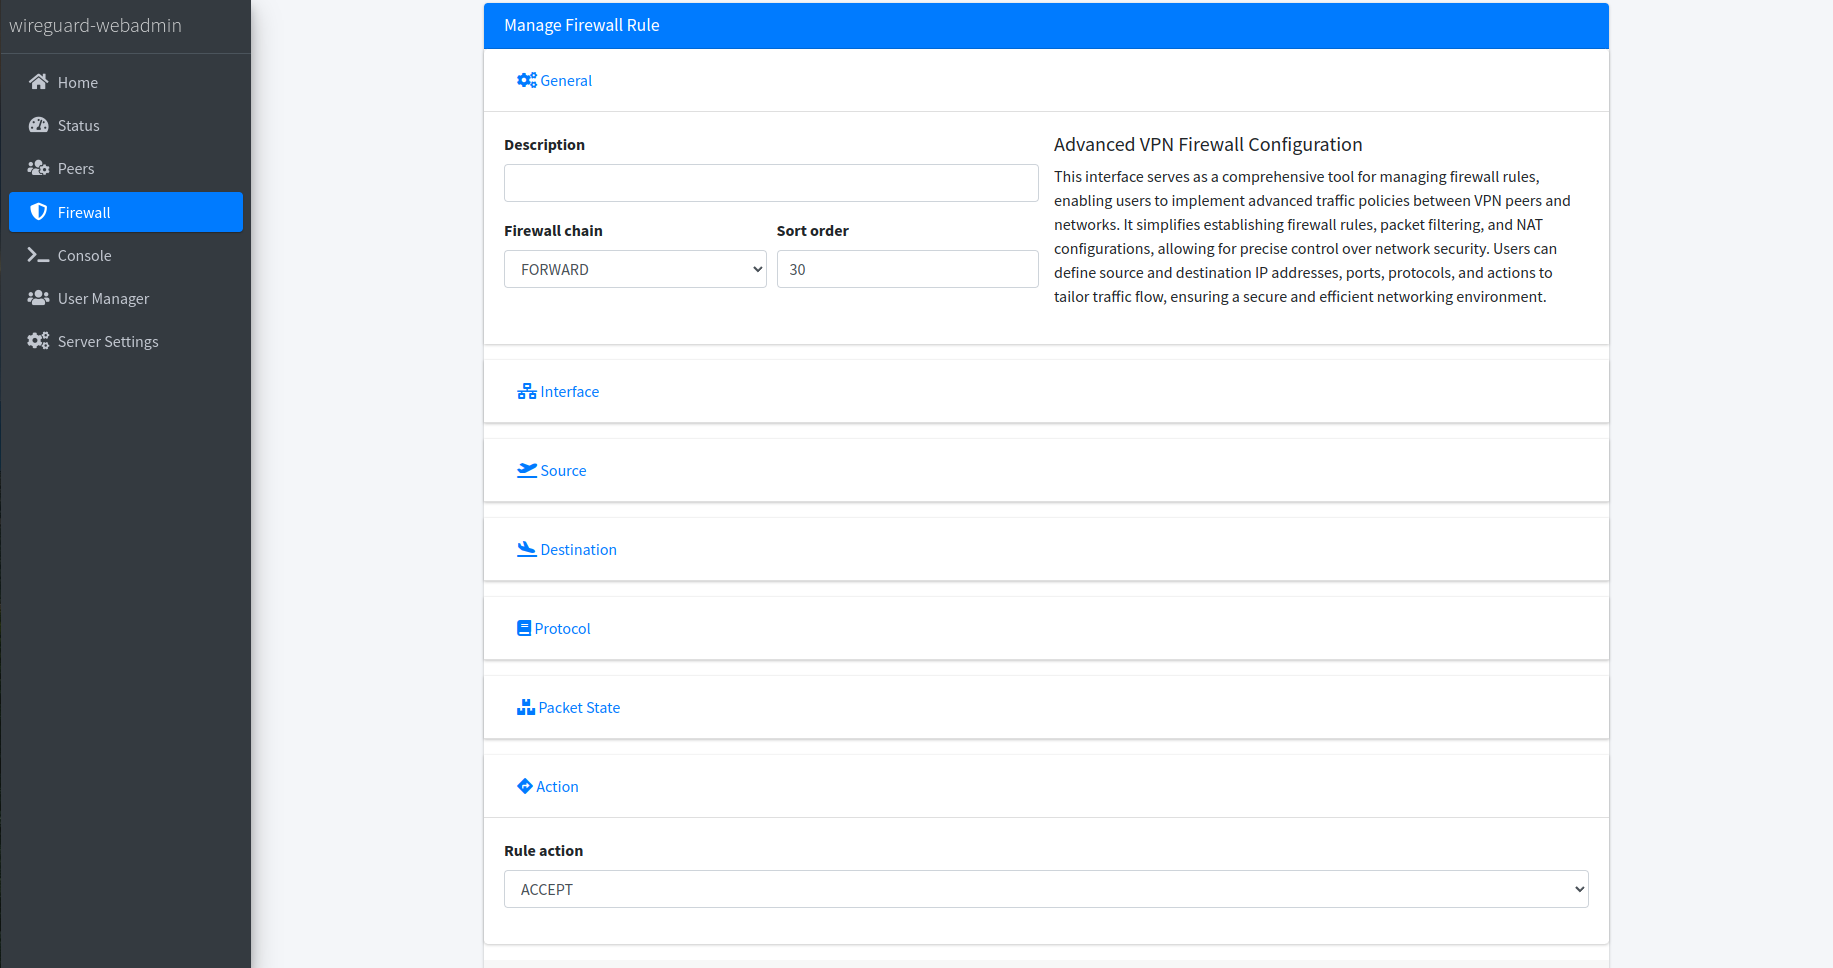 wireguard-webadmin
Home
Status
Peers
Firewall
Console
User Manager
Server Settings
Manage Firewall Rule
General
Description
Firewall chain
Sort order
FORWARD
30
Advanced VPN Firewall Configuration
This interface serves as a comprehensive tool for managing firewall rules,
enabling users to implement advanced traffic policies between VPN peers and
networks. It simplifies establishing firewall rules, packet filtering, and NAT
configurations, allowing for precise control over network security. Users can
define source and destination IP addresses, ports, protocols, and actions to
tailor traffic flow, ensuring a secure and efficient networking environment.
Interface
Source
Destination
Protocol
Packet State
Action
Rule action
ACCEPT